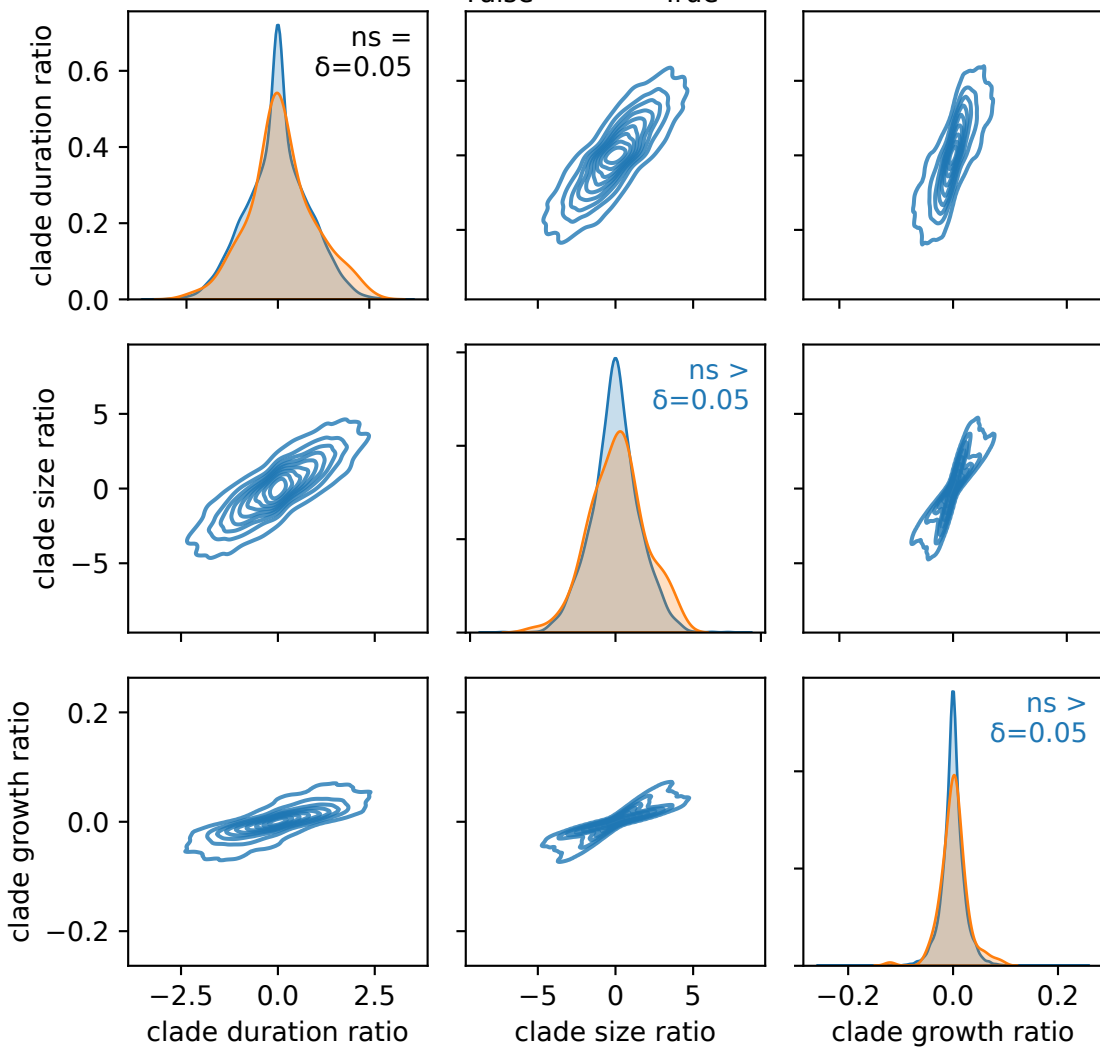 True
clade duration ratio
0.6
0.4
0.2
0.0
ns =
δ=0.05
clade size ratio
5
0
−5
ns >
δ=0.05
clade growth ratio
0.2
0.0
−0.2
ns >
δ=0.05
−2.5 0.0 2.5
−5 0 5
−0.2 0.0 0.2
clade duration ratio
clade size ratio
clade growth ratio